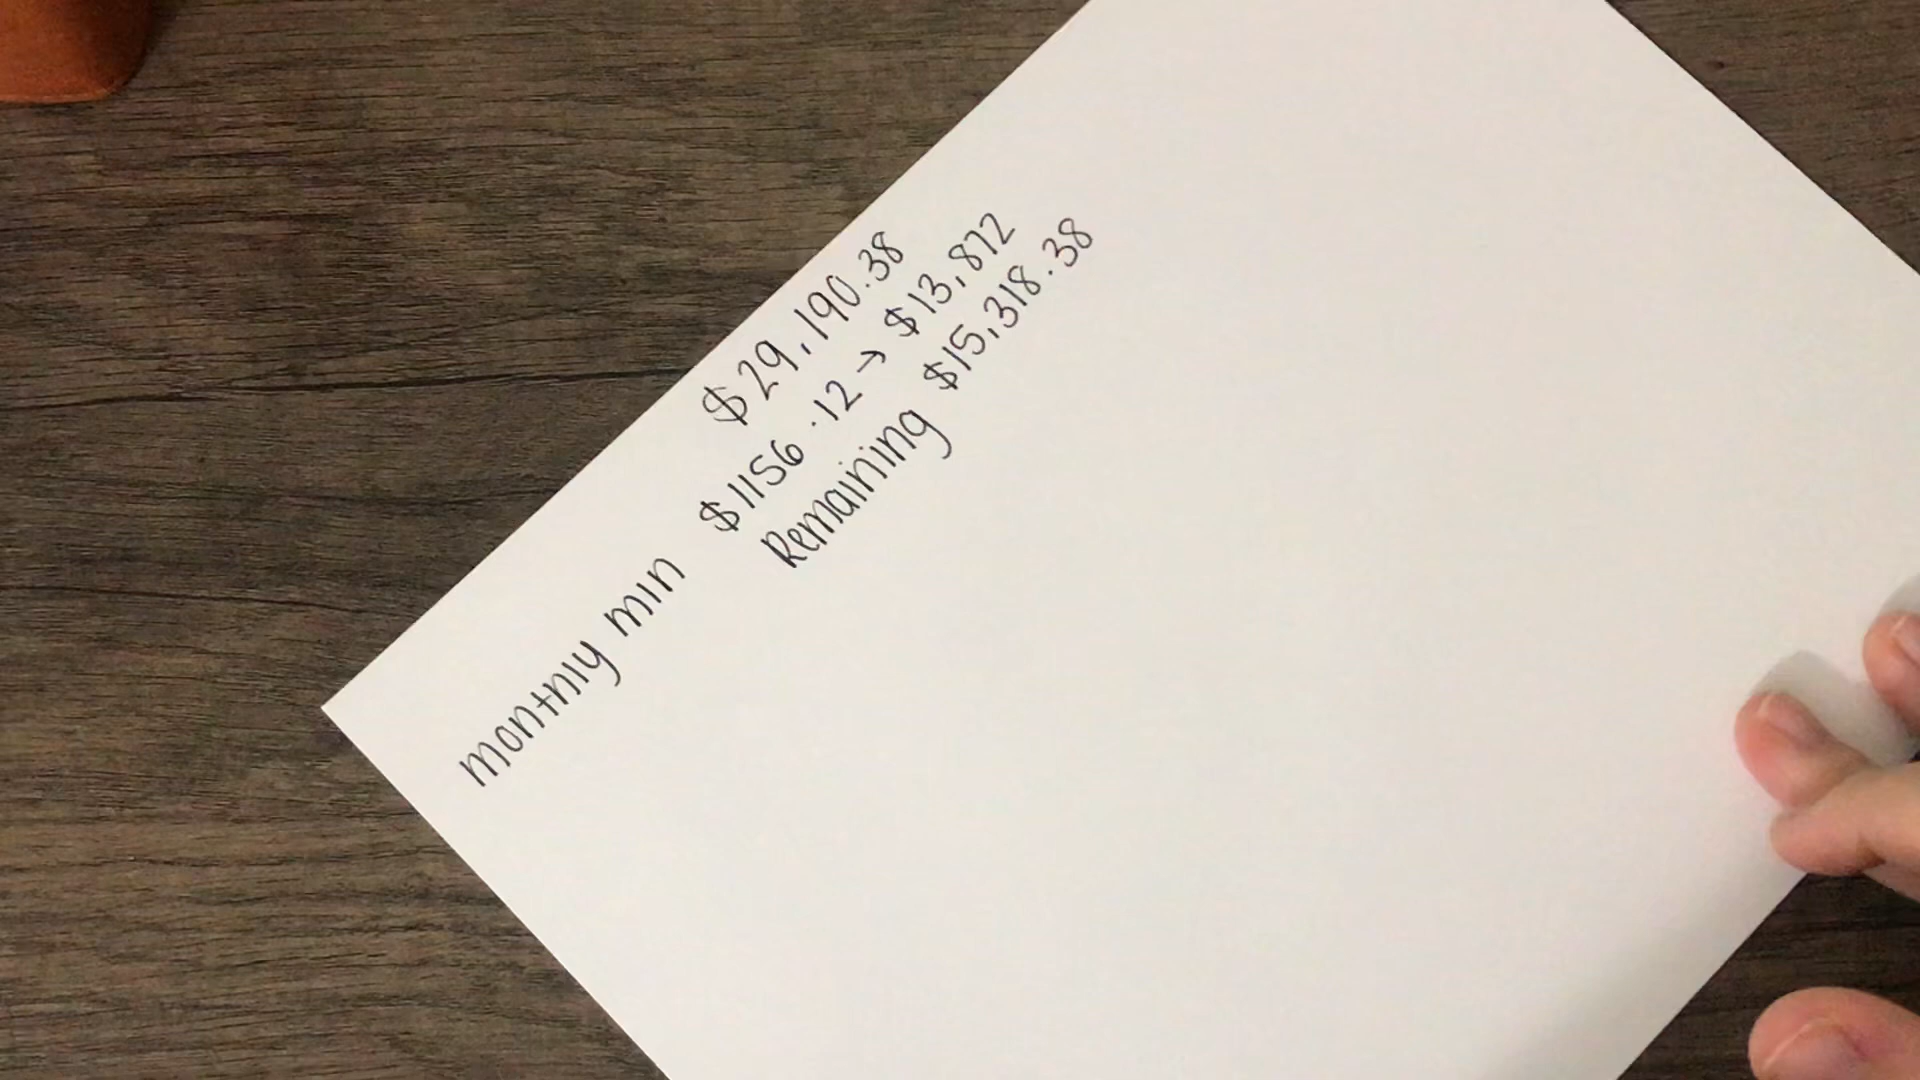 $29,190.38
monthly min $1156 · 12 → $13,872
Remaining $15,318.38